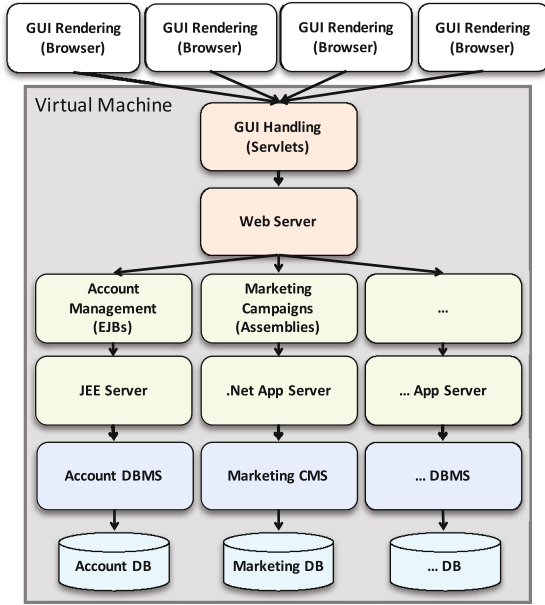 GUI Rendering
(Browser)
GUI Rendering
(Browser)
GUI Rendering
(Browser)
GUI Rendering
(Browser)
Virtual Machine
GUI Handling
(Servlets)
Web Server
Account
Management
(EJBs)
Marketing
Campaigns
(Assemblies)
...
JEE Server
.Net App Server
... App Server
Account DBMS
Marketing CMS
... DBMS
Account DB
Marketing DB
... DB